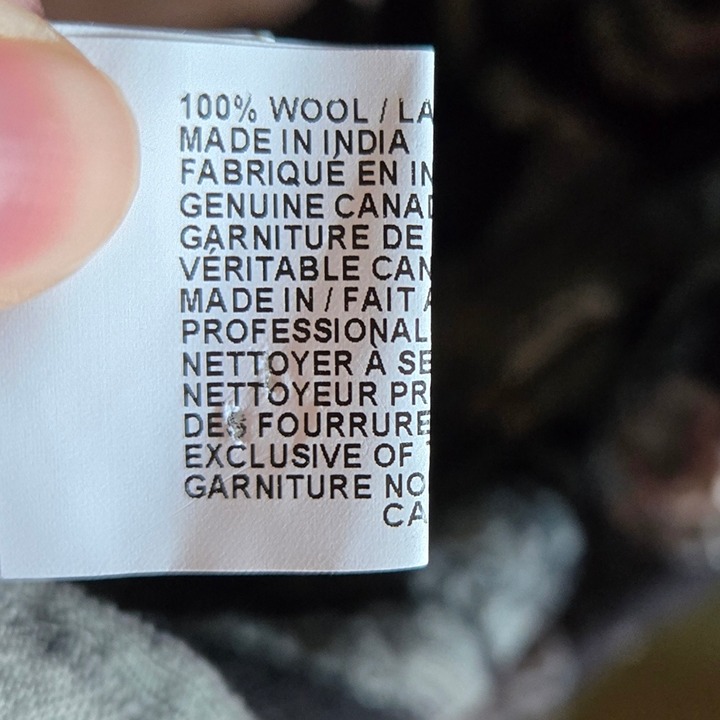 100% WOOL / LA
MADE IN INDIA
FABRIQUÉ EN IN
GENUINE CANAD
GARNITURE DE
VÉRITABLE CAN
MADE IN / FAIT A
PROFESSIONAL
NETTOYER À SE
NETTOYEUR PR
DES FOURRURE
EXCLUSIVE OF
GARNITURE NO
CA